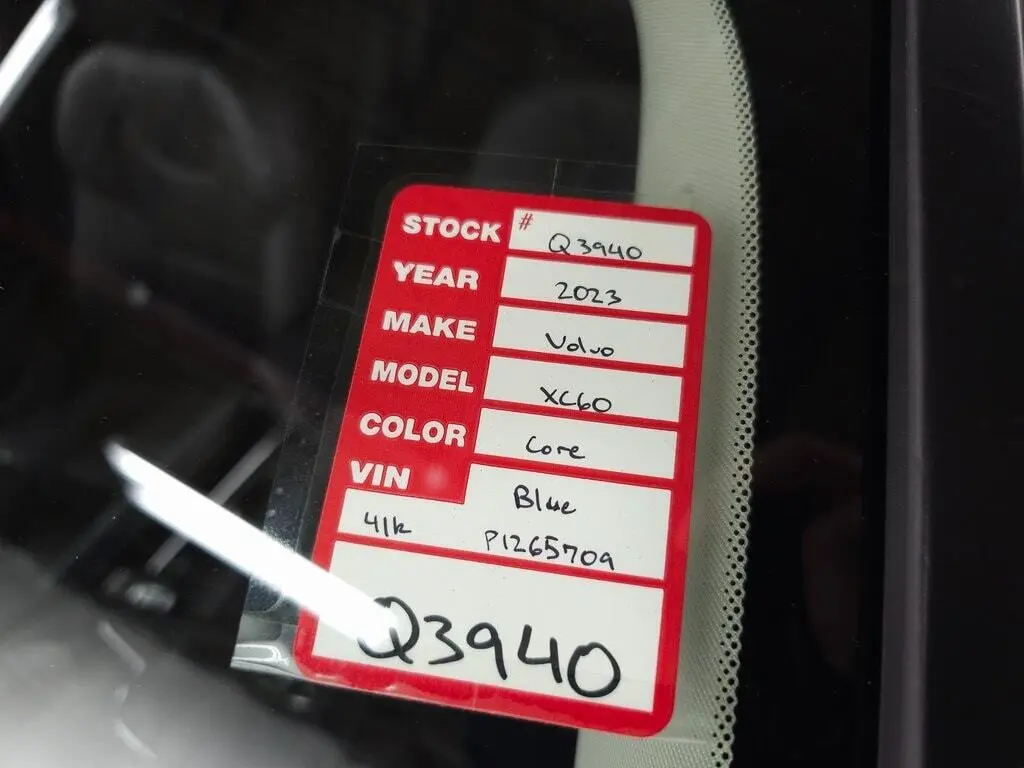 STOCK # Q3940
YEAR 2023
MAKE Volvo
MODEL XC60
COLOR Core
VIN Blue
41k P1265709
Q3940